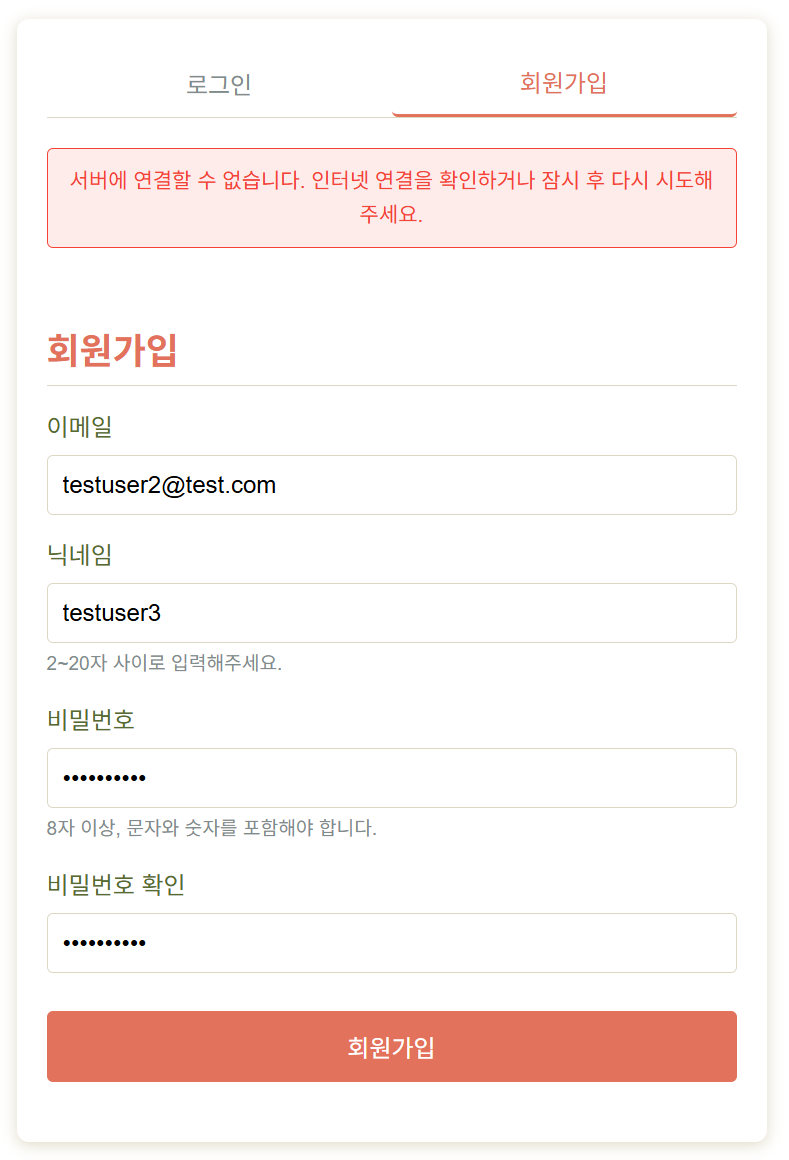 로그인
회원가입
서버에 연결할 수 없습니다. 인터넷 연결을 확인하거나 잠시 후 다시 시도해
주세요.
회원가입
이메일
testuser2@test.com
닉네임
testuser3
2~20자 사이로 입력해주세요.
비밀번호
••••••••••
8자 이상, 문자와 숫자를 포함해야 합니다.
비밀번호 확인
••••••••••
회원가입